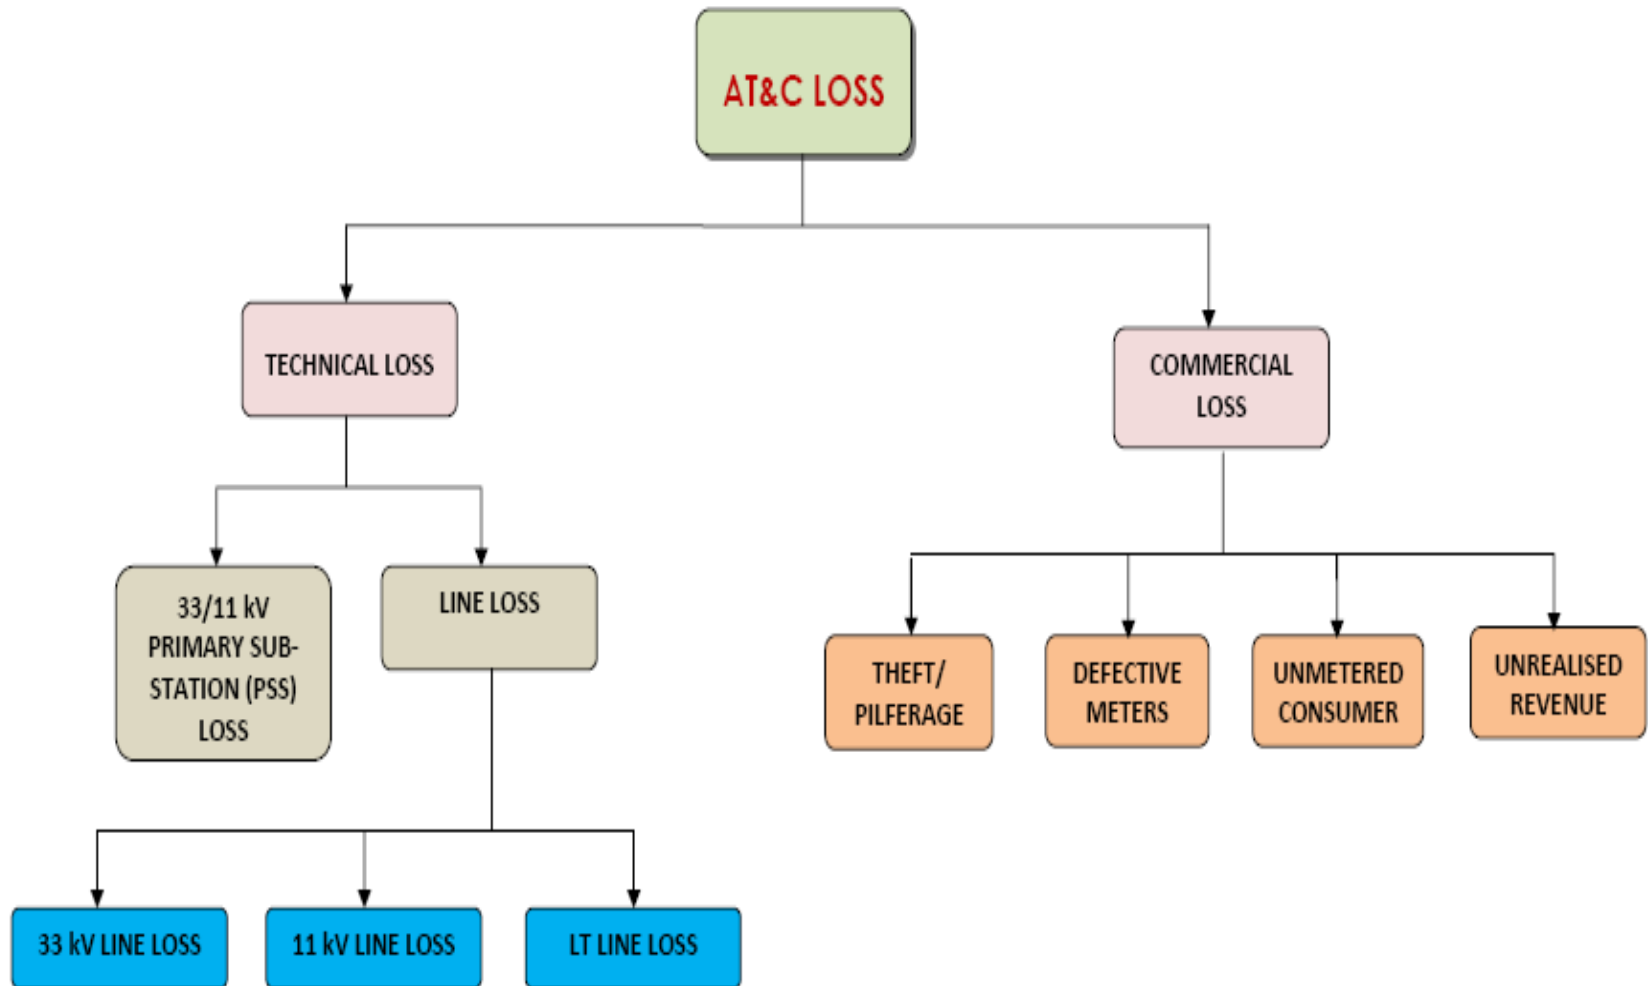 AT&C LOSS
TECHNICAL LOSS
COMMERCIAL
LOSS
33/11 kV
PRIMARY SUB-
STATION (PSS)
LOSS
LINE LOSS
THEFT/
PILFERAGE
DEFECTIVE
METERS
UNMETERED
CONSUMER
UNREALISED
REVENUE
33 kV LINE LOSS
11 kV LINE LOSS
LT LINE LOSS